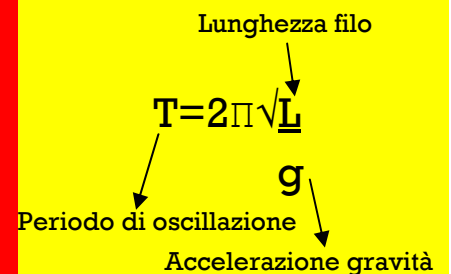 Lunghezza filo
T=2π√L
g
Periodo di oscillazione
Accelerazione gravità